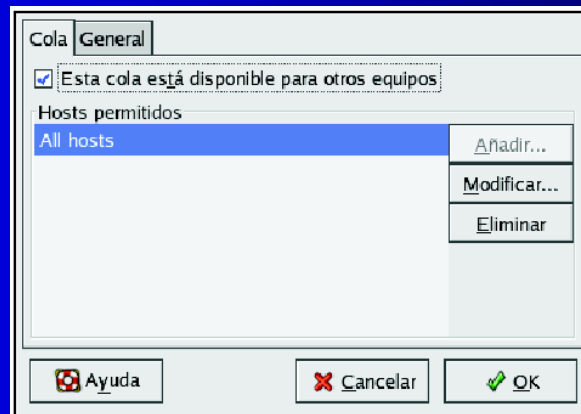 Cola General
Esta cola está disponible para otros equipos
Hosts permitidos
All hosts
Añadir...
Modificar...
Eliminar
Ayuda Cancelar OK